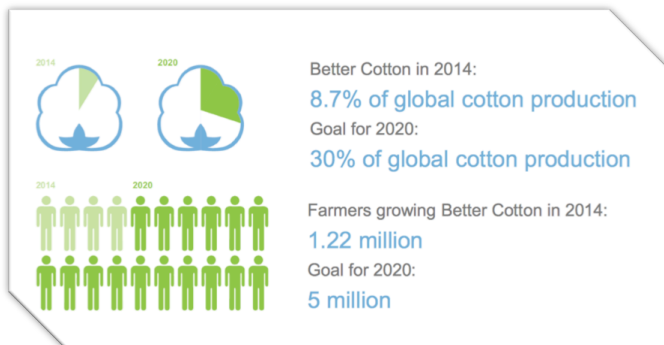 2014
2020
Better Cotton in 2014:
8.7% of global cotton production
Goal for 2020:
30% of global cotton production
2014
2020
Farmers growing Better Cotton in 2014:
1.22 million
Goal for 2020:
5 million